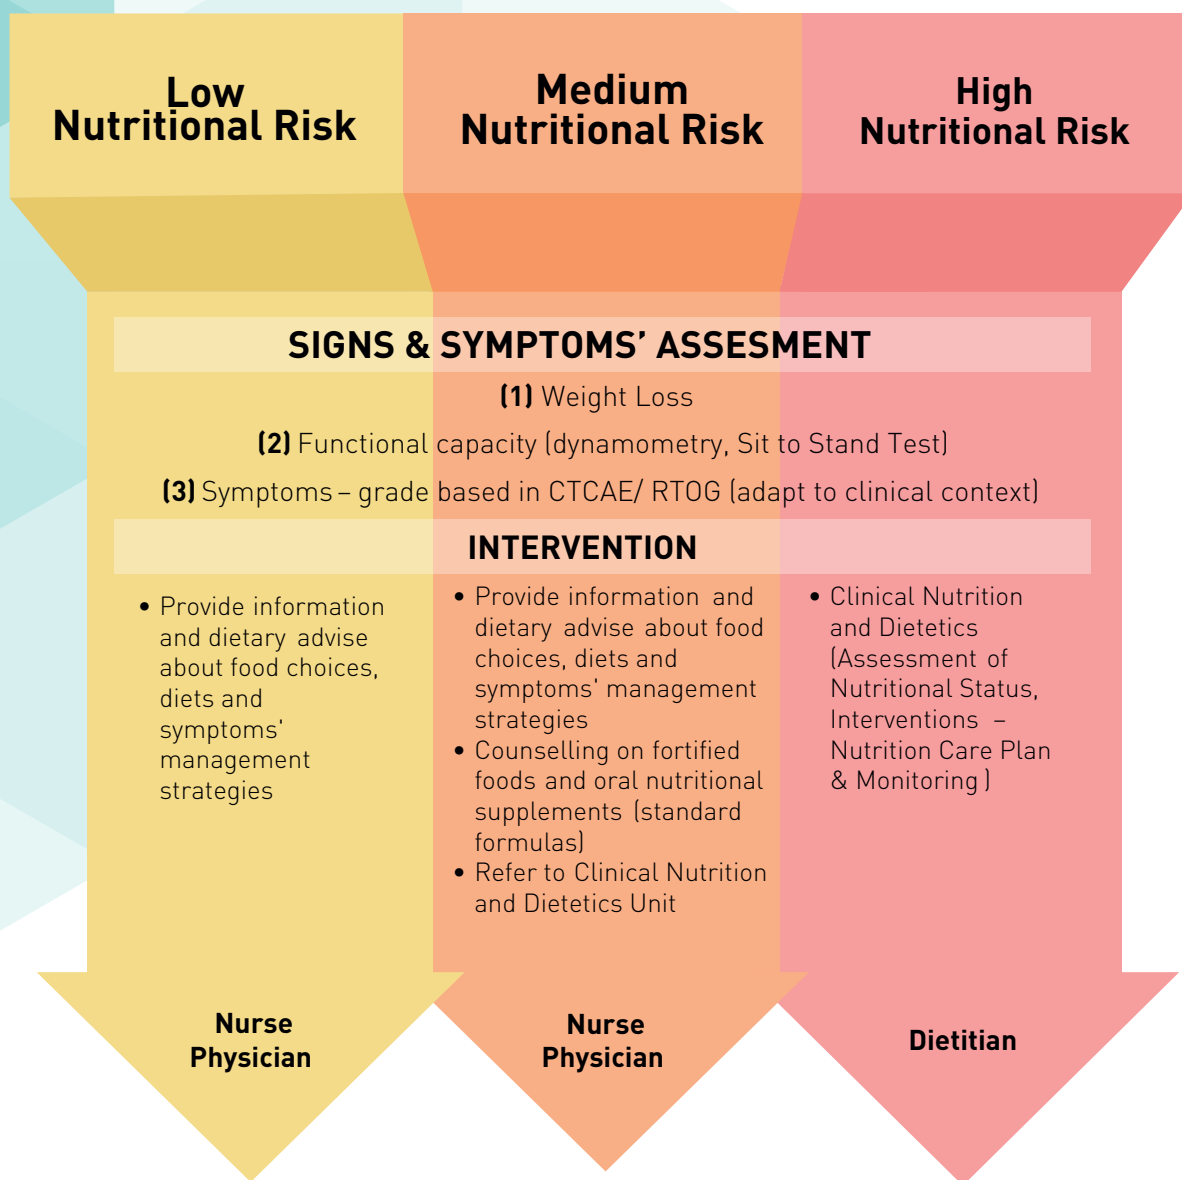 Low
Nutritional Risk
Medium
Nutritional Risk
High
Nutritional Risk
SIGNS & SYMPTOMS’ ASSESMENT
(1) Weight Loss
(2) Functional capacity (dynamometry, Sit to Stand Test)
(3) Symptoms – grade based in CTCAE/ RTOG (adapt to clinical context)
INTERVENTION
• Provide information
and dietary advise
about food choices,
diets and
symptoms'
management
strategies
• Provide information and
dietary advise about food
choices, diets and
symptoms' management
strategies
• Counselling on fortified
foods and oral nutritional
supplements (standard
formulas)
• Refer to Clinical Nutrition
and Dietetics Unit
• Clinical Nutrition
and Dietetics
(Assessment of
Nutritional Status,
Interventions –
Nutrition Care Plan
& Monitoring )
Nurse
Physician
Nurse
Physician
Dietitian